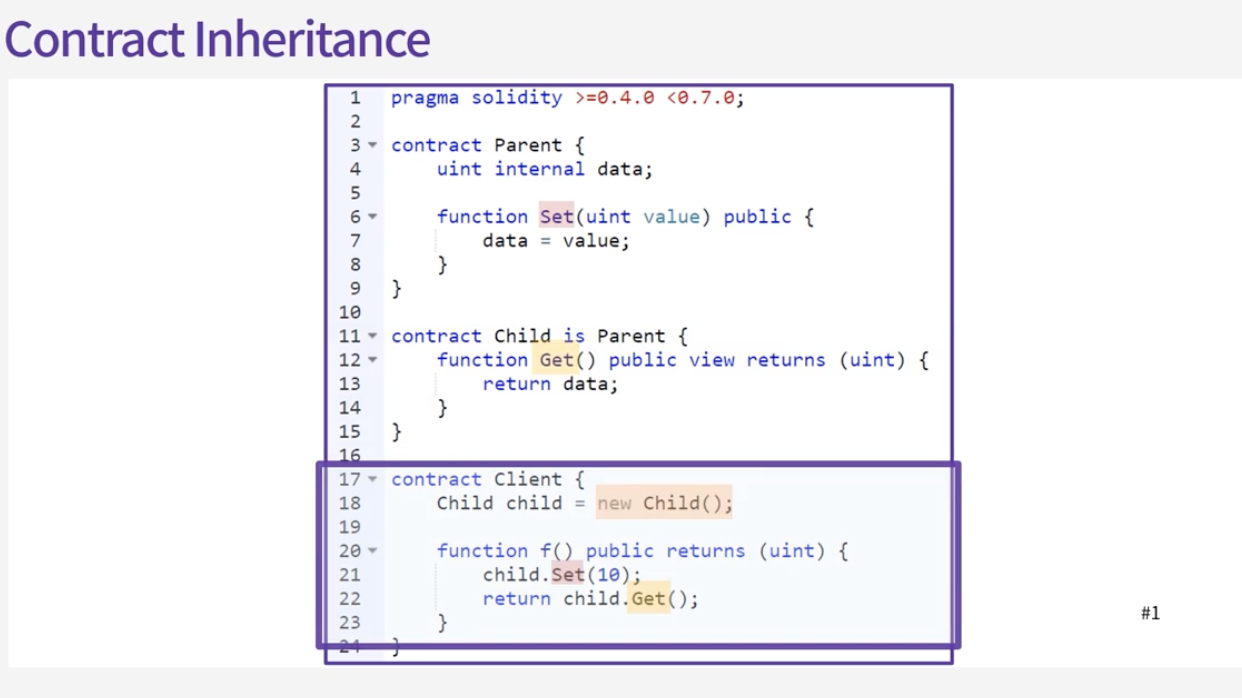 Contract Inheritance
1 pragma solidity >=0.4.0 <0.7.0;
2
3 contract Parent {
4     uint internal data;
5
6     function Set(uint value) public {
7         data = value;
8     }
9 }
10
11 contract Child is Parent {
12     function Get() public view returns (uint) {
13         return data;
14     }
15 }
16
17 contract Client {
18     Child child = new Child();
19
20     function f() public returns (uint) {
21         child.Set(10);
22         return child.Get();
23     }
24 }
#1